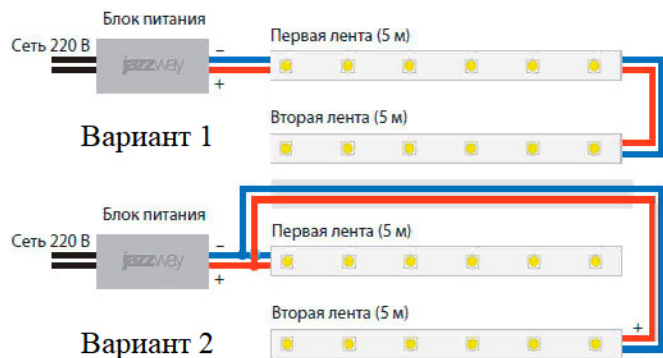 Блок питания
Первая лента (5 м)
Сеть 220 В
jazzway
−
+
Вариант 1
Вторая лента (5 м)
Блок питания
Сеть 220 В
jazzway
−
+
Первая лента (5 м)
Вторая лента (5 м)
+
Вариант 2